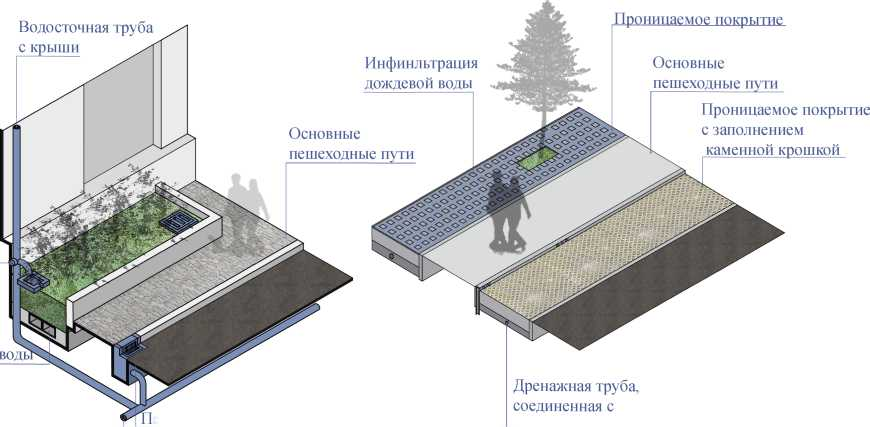 Водосточная труба
с крыши
Основные
пешеходные пути
воды
Инфинльтрация
дождевой воды
Проницаемое покрытие
Основные
пешеходные пути
Проницаемое покрытие
с заполнением
каменной крошкой
Дренажная труба,
соединенная с